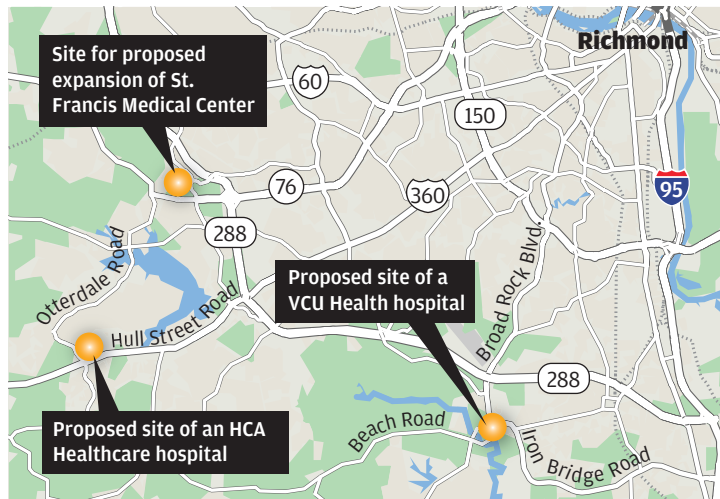 Richmond
Site for proposed
expansion of St.
Francis Medical Center
60
150
76
360
95
288
Otterdale Road
Hull Street Road
Proposed site of a
VCU Health hospital
Broad Rock Blvd.
288
Proposed site of an HCA
Healthcare hospital
Beach Road
Iron Bridge Road